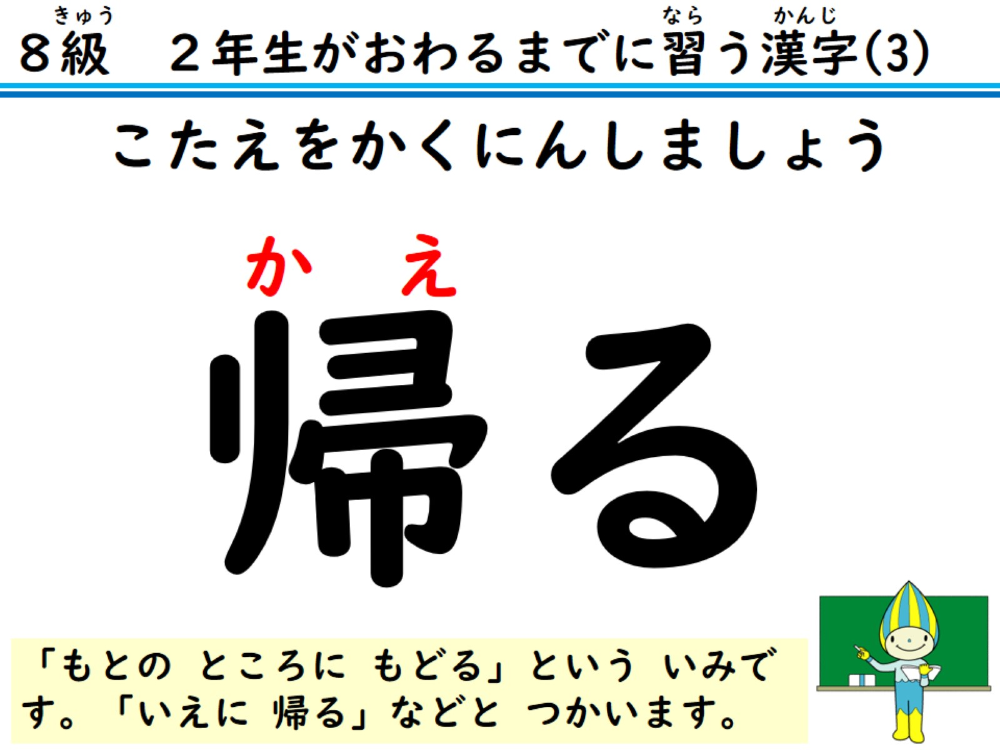 きゅう なら かんじ
8級 2年生がおわるまでに習う漢字(3)
こたえをかくにんしましょう
か え
帰る
「もとの ところに もどる」という いみで
す。「いえに 帰る」などと つかいます。